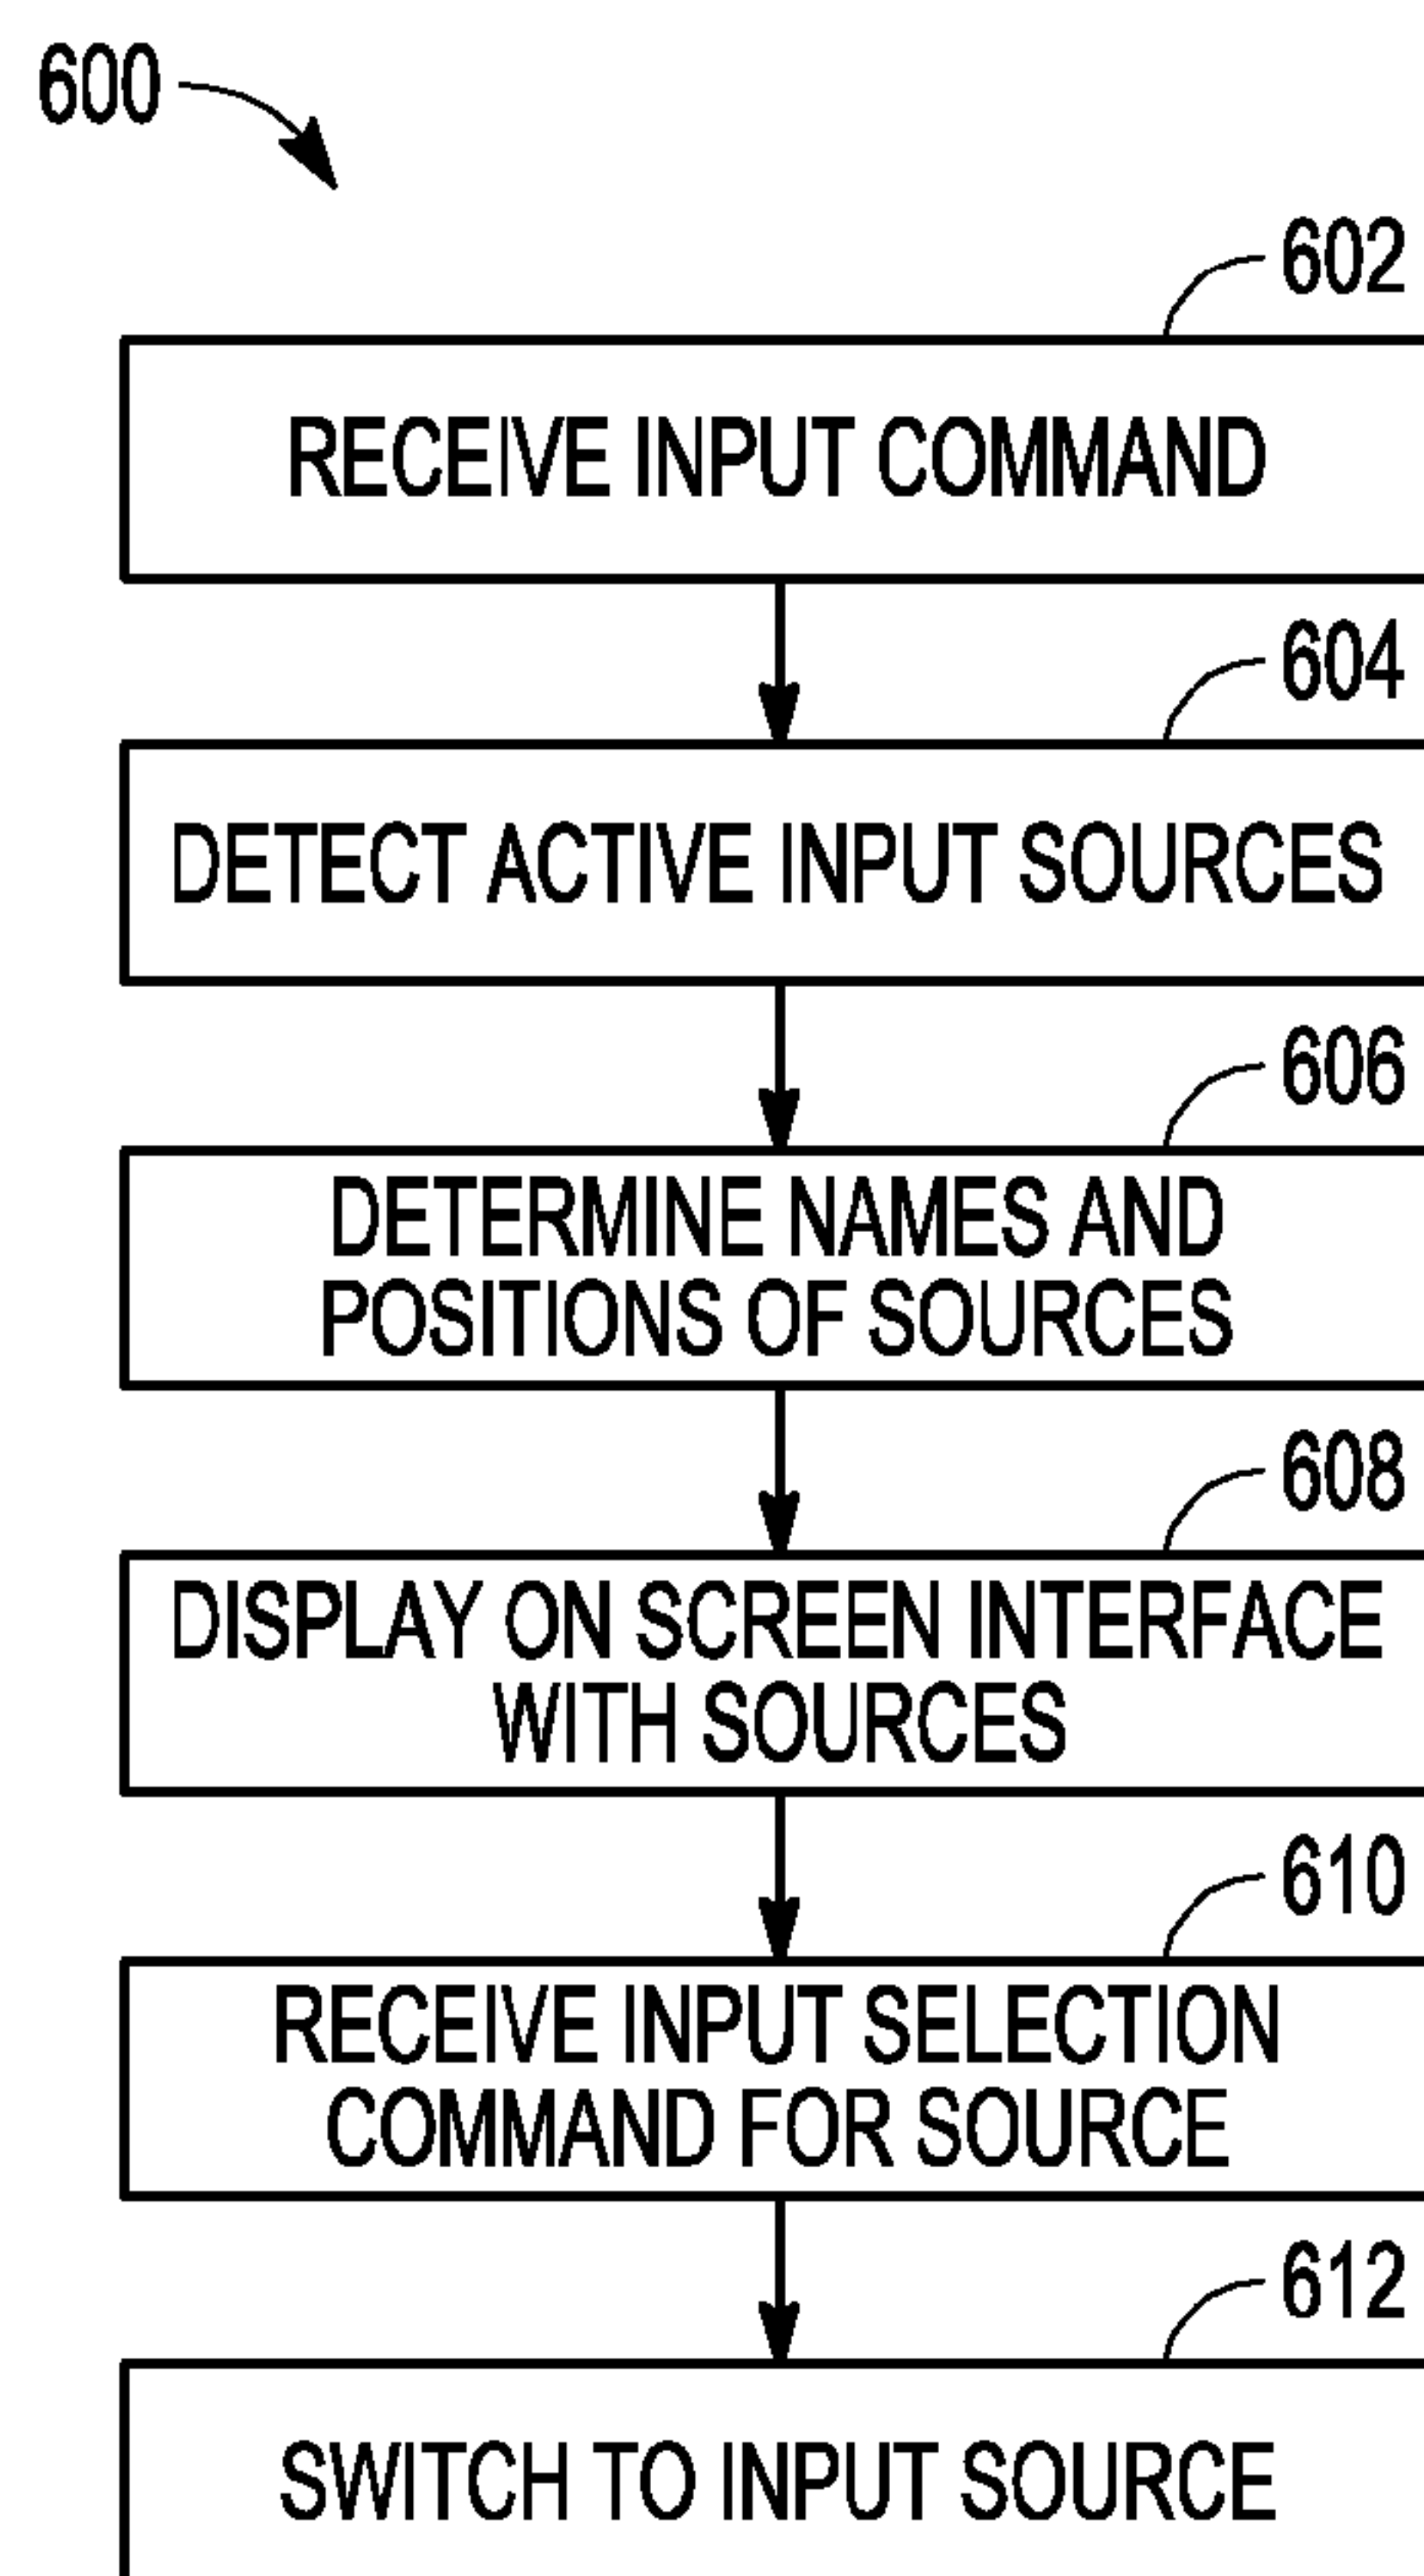 600
602
RECEIVE INPUT COMMAND
604
DETECT ACTIVE INPUT SOURCES
606
DETERMINE NAMES AND
POSITIONS OF SOURCES
608
DISPLAY ON SCREEN INTERFACE
WITH SOURCES
610
RECEIVE INPUT SELECTION
COMMAND FOR SOURCE
612
SWITCH TO INPUT SOURCE